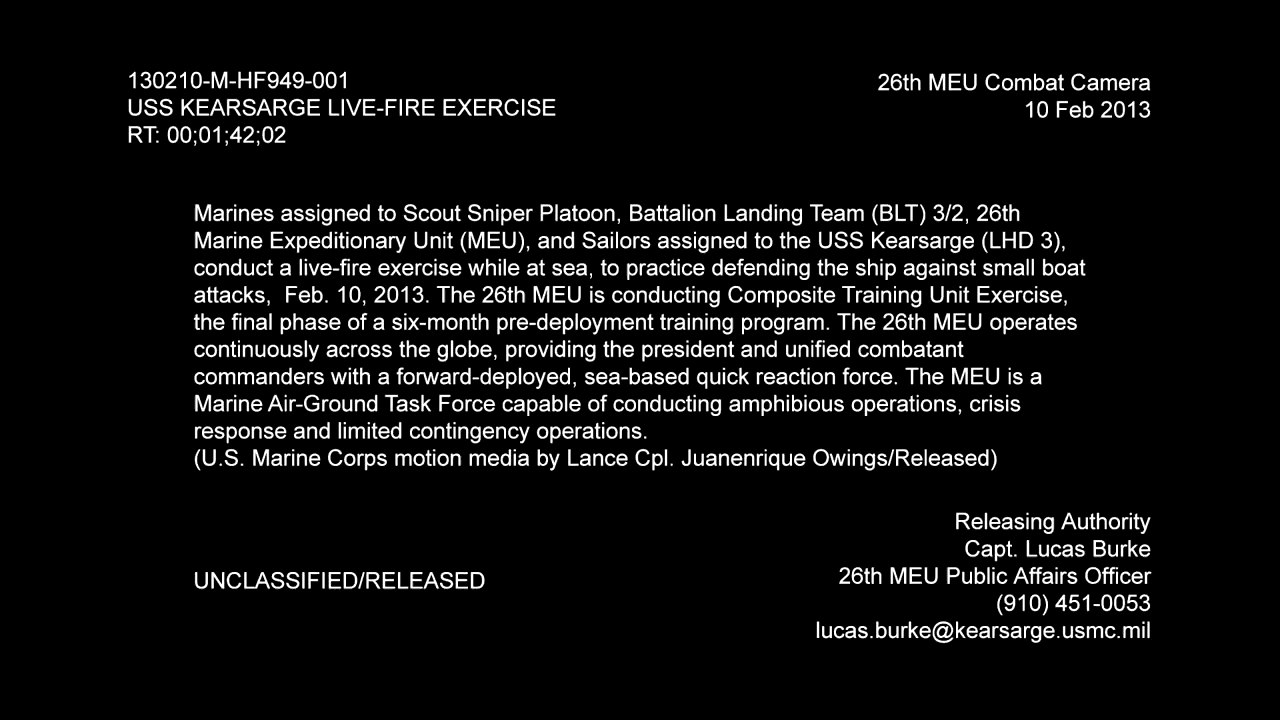 130210-M-HF949-001
USS KEARSARGE LIVE-FIRE EXERCISE
RT: 00;01;42;02
26th MEU Combat Camera
10 Feb 2013
Marines assigned to Scout Sniper Platoon, Battalion Landing Team (BLT) 3/2, 26th
Marine Expeditionary Unit (MEU), and Sailors assigned to the USS Kearsarge (LHD 3),
conduct a live-fire exercise while at sea, to practice defending the ship against small boat
attacks,  Feb. 10, 2013. The 26th MEU is conducting Composite Training Unit Exercise,
the final phase of a six-month pre-deployment training program. The 26th MEU operates
continuously across the globe, providing the president and unified combatant
commanders with a forward-deployed, sea-based quick reaction force. The MEU is a
Marine Air-Ground Task Force capable of conducting amphibious operations, crisis
response and limited contingency operations.
(U.S. Marine Corps motion media by Lance Cpl. Juanenrique Owings/Released)
UNCLASSIFIED/RELEASED
Releasing Authority
Capt. Lucas Burke
26th MEU Public Affairs Officer
(910) 451-0053
lucas.burke@kearsarge.usmc.mil